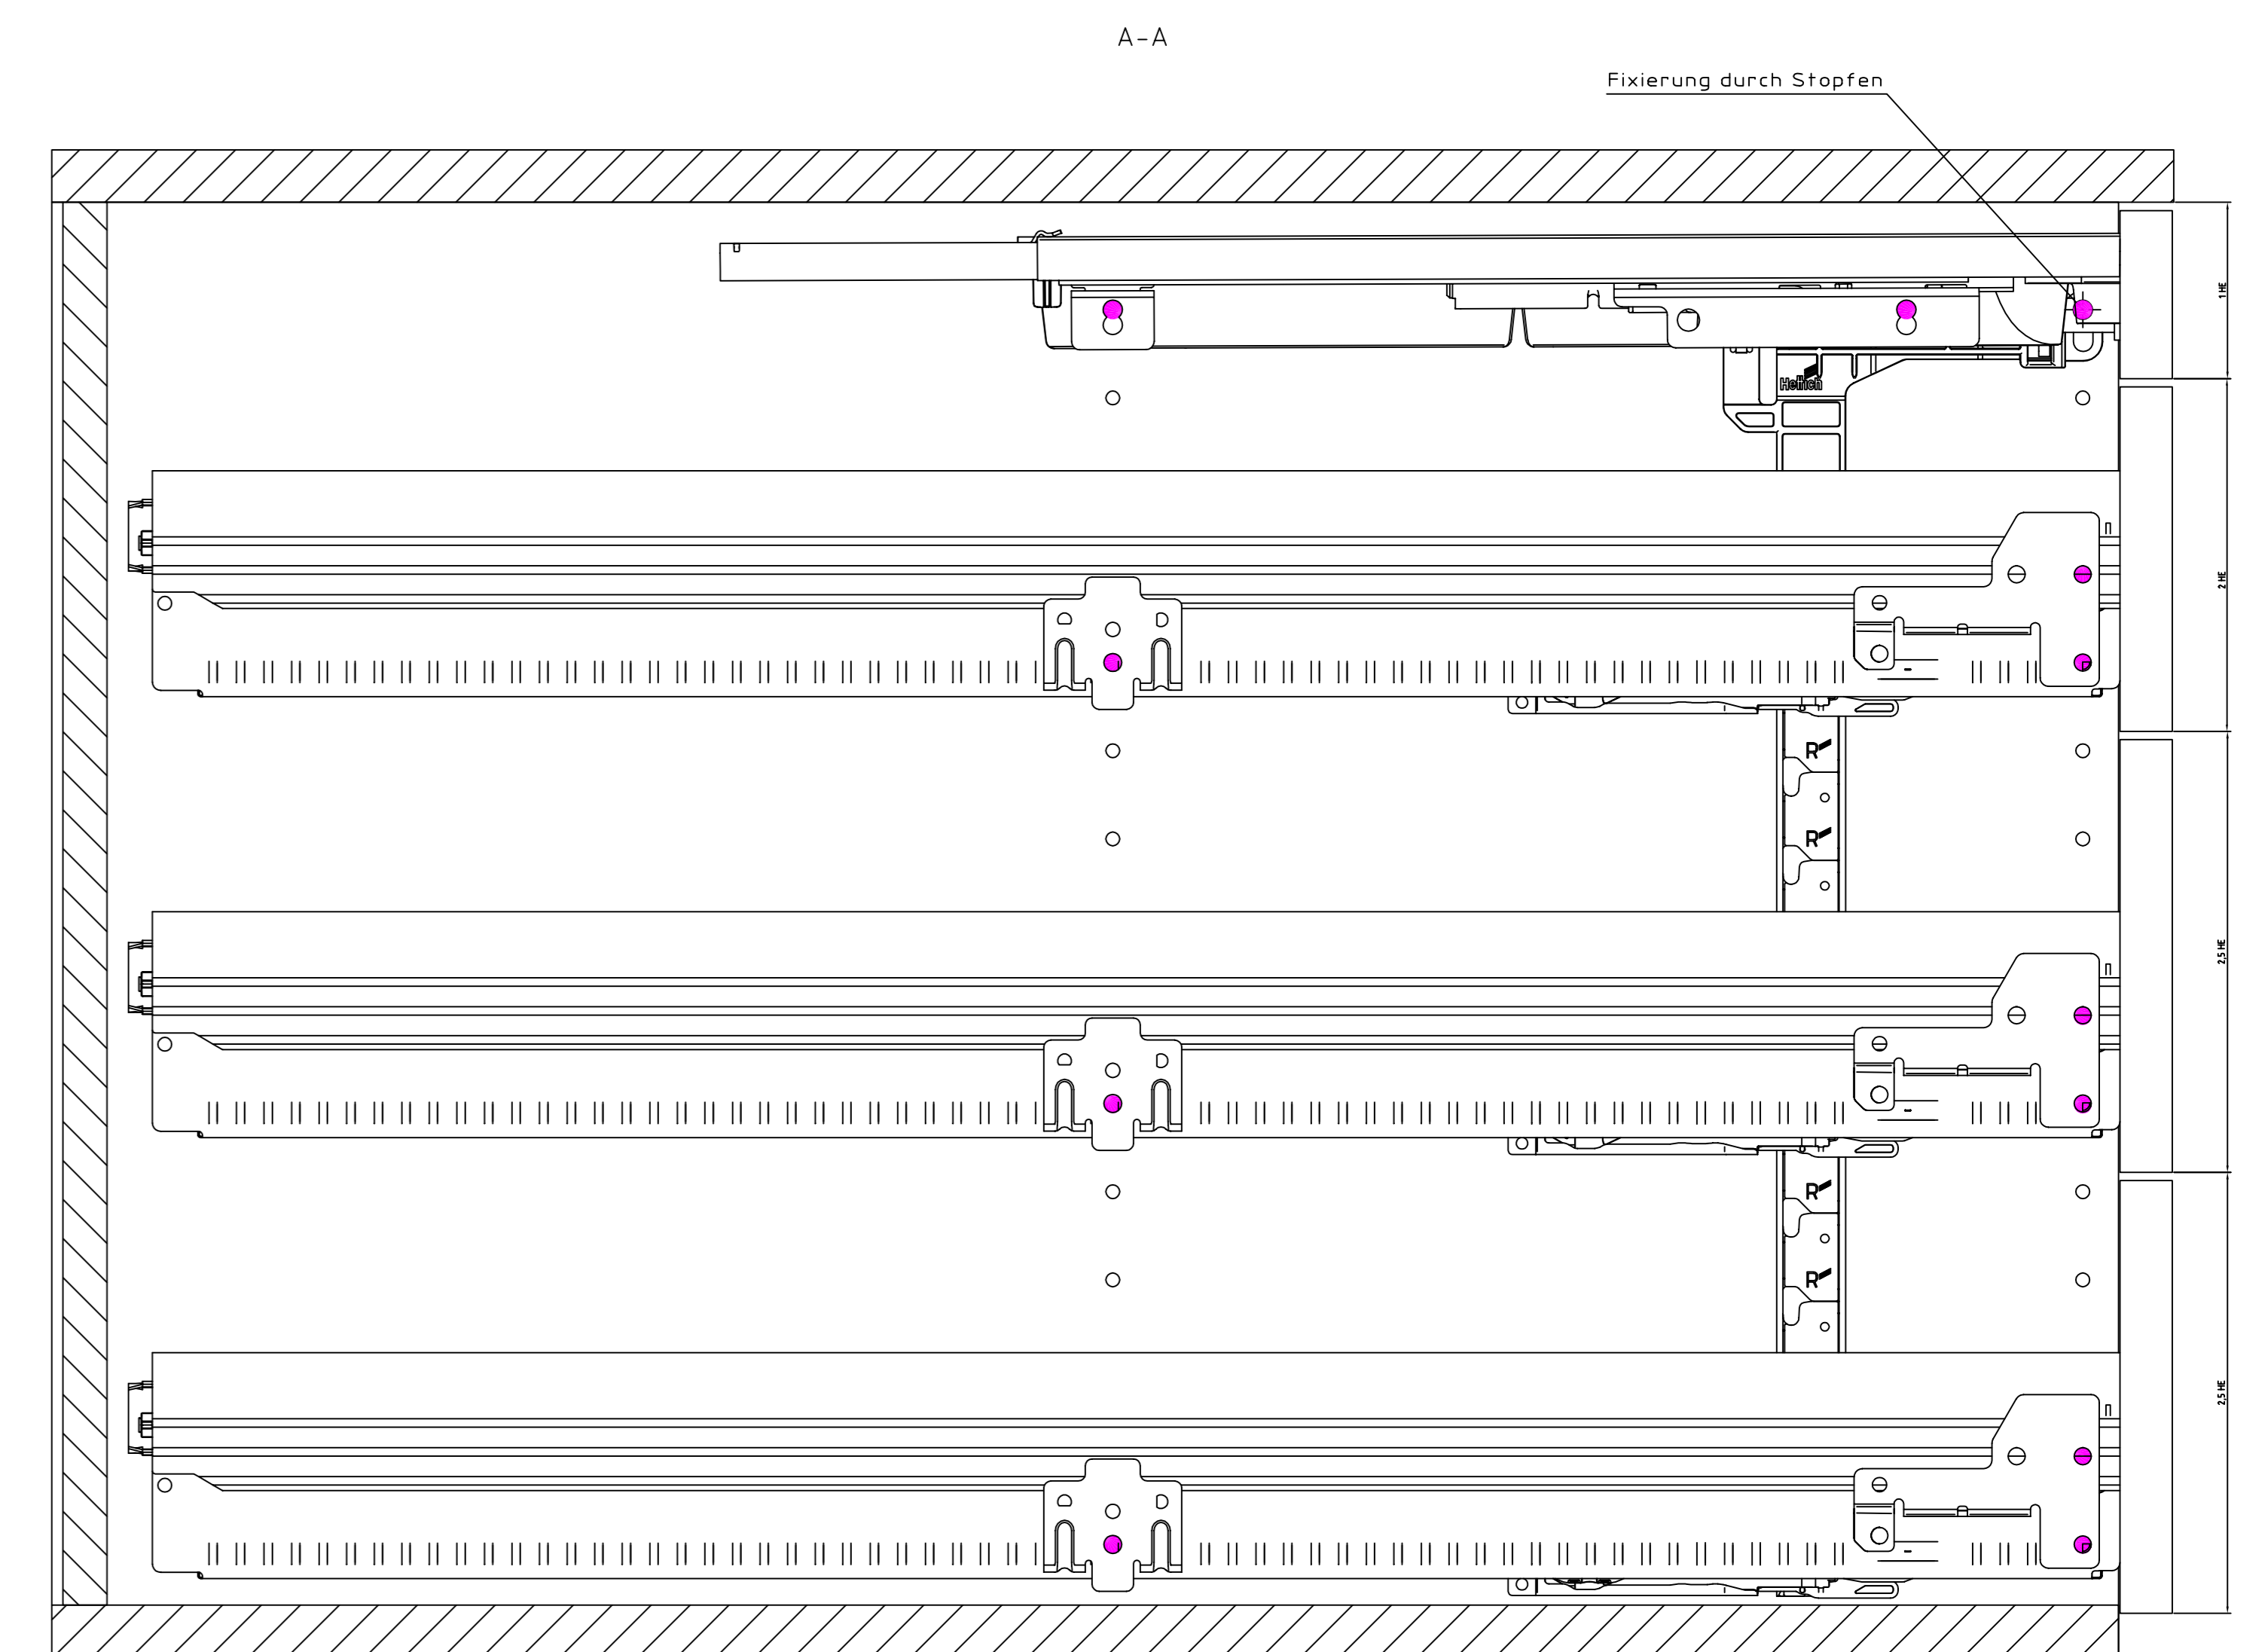 A-A
Fixierung durch Stopfen
1 HE
Hettich
2 HE
R
R
2,5 HE
R
R
2,5 HE